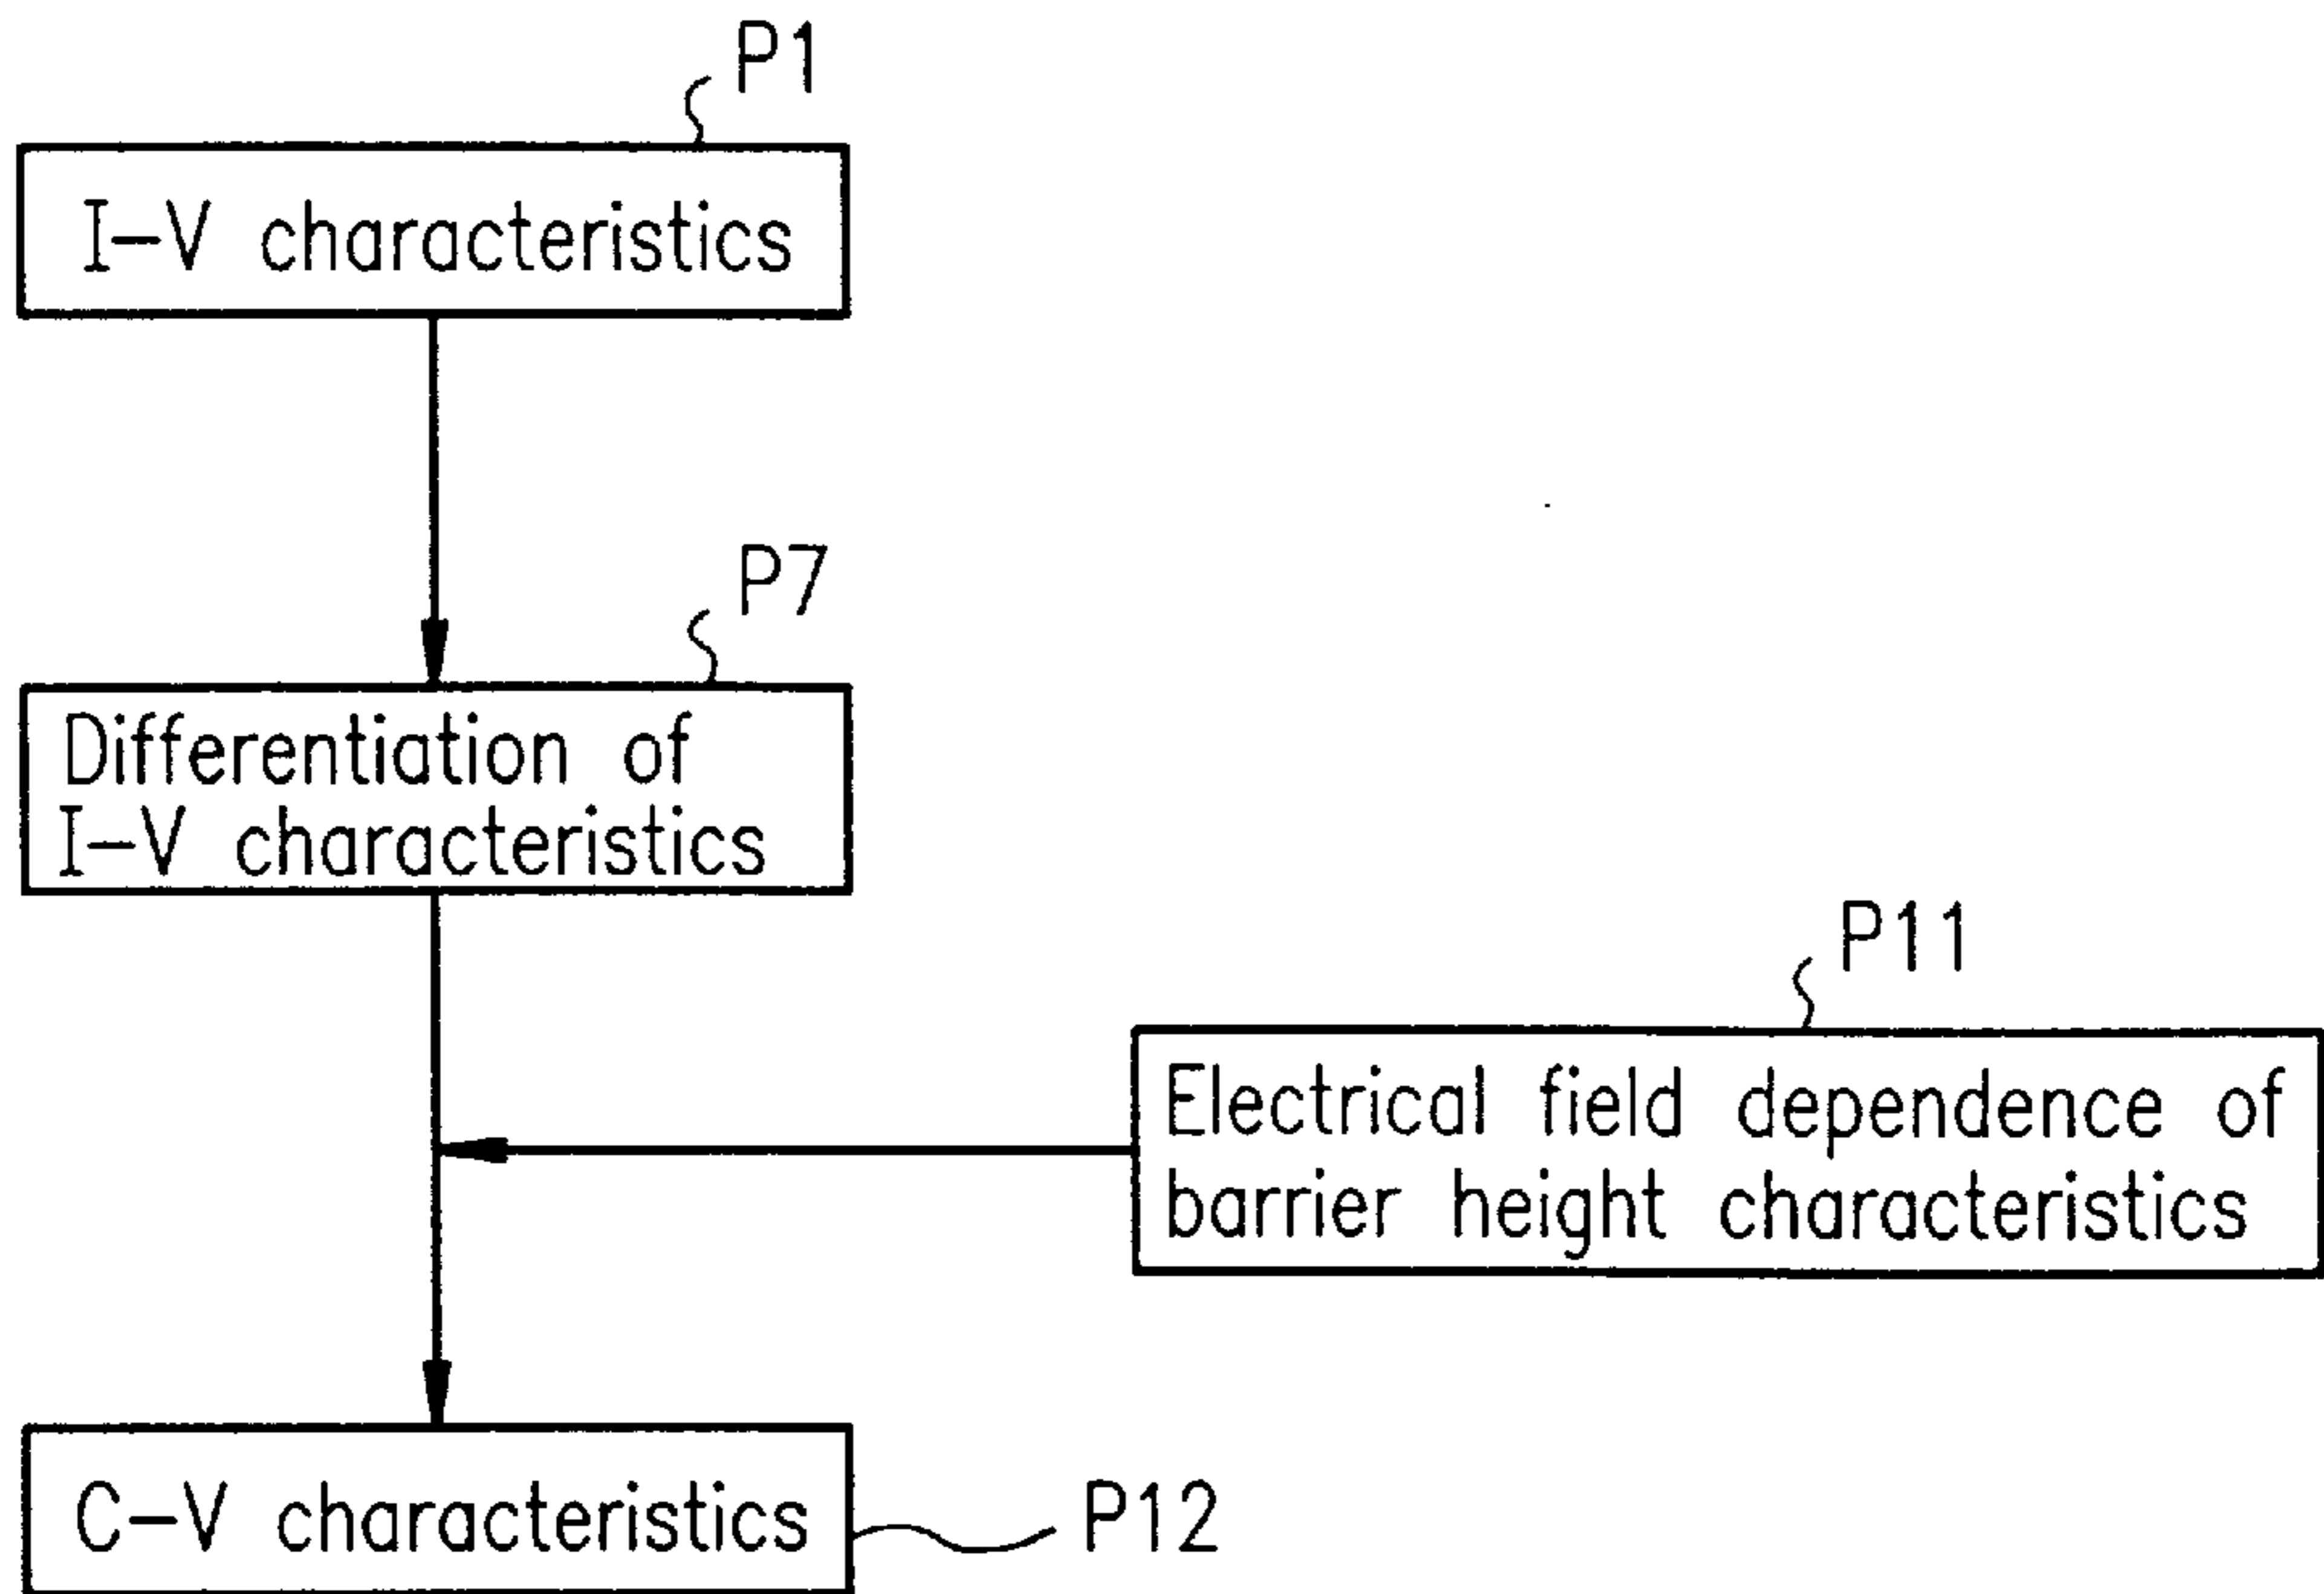 P1
I-V characteristics
P7
Differentiation of
I-V characteristics
P11
Electrical field dependence of
barrier height characteristics
C-V characteristics
P12